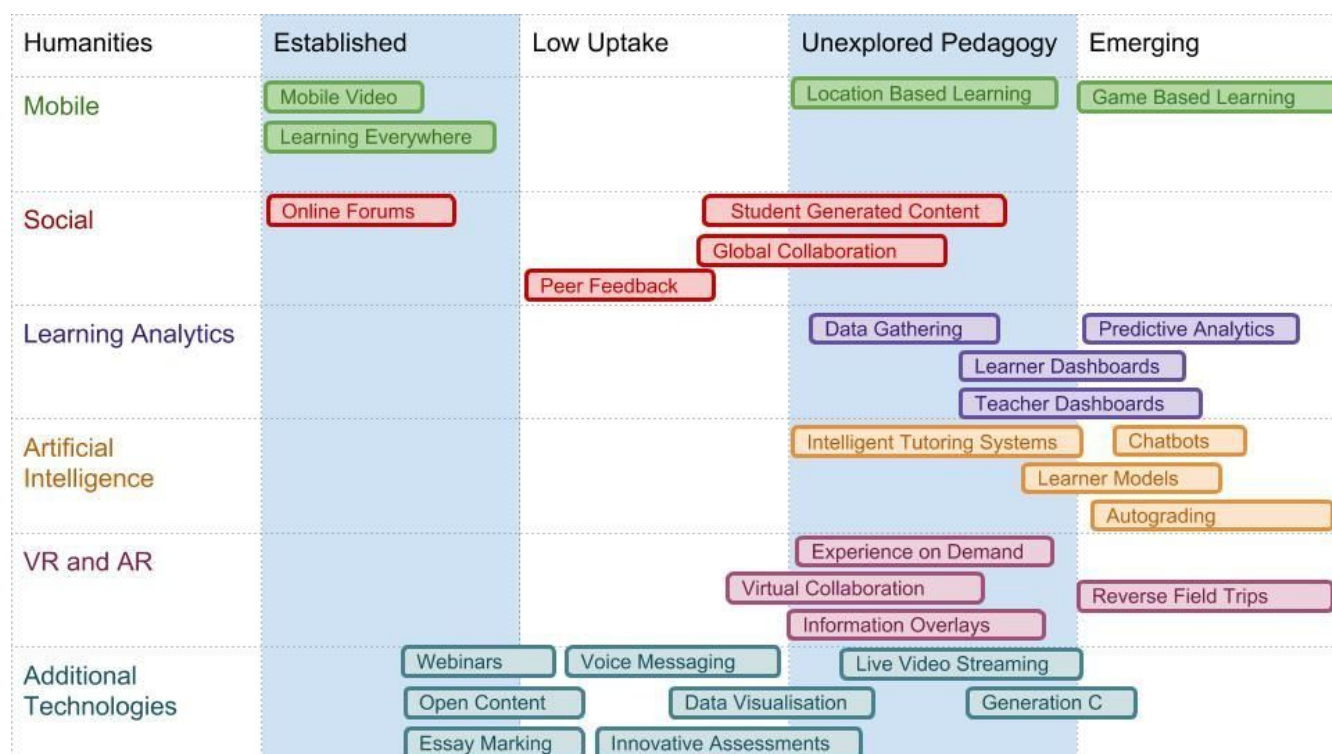 Humanities
Established
Low Uptake
Unexplored Pedagogy
Emerging
Mobile
Mobile Video
Location Based Learning
Game Based Learning
Learning Everywhere
Social
Online Forums
Student Generated Content
Global Collaboration
Peer Feedback
Learning Analytics
Data Gathering
Predictive Analytics
Learner Dashboards
Teacher Dashboards
Artificial
Intelligence
Intelligent Tutoring Systems
Chatbots
Learner Models
Autograding
VR and AR
Experience on Demand
Virtual Collaboration
Reverse Field Trips
Information Overlays
Additional
Technologies
Webinars
Voice Messaging
Live Video Streaming
Open Content
Data Visualisation
Generation C
Essay Marking
Innovative Assessments